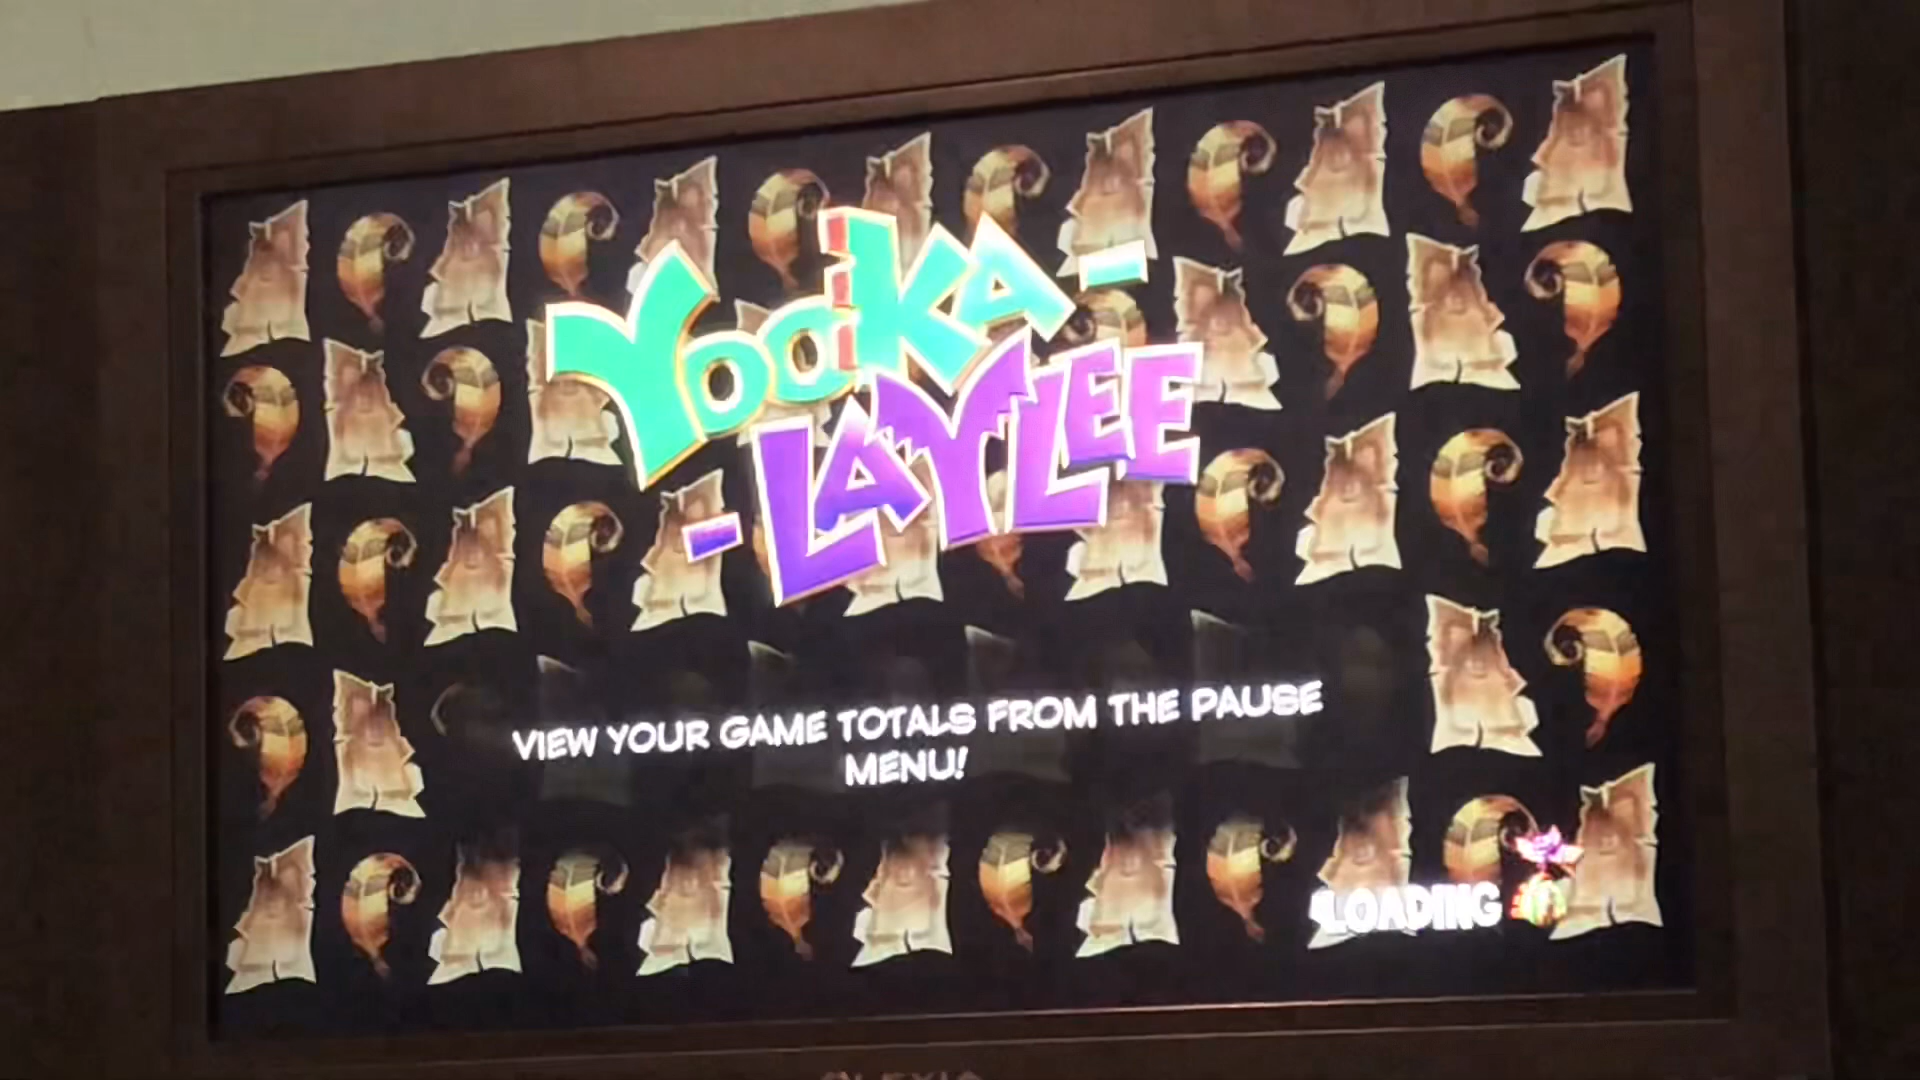 YOOKA-
-LAYLEE
VIEW YOUR GAME TOTALS FROM THE PAUSE
MENU!
LOADING